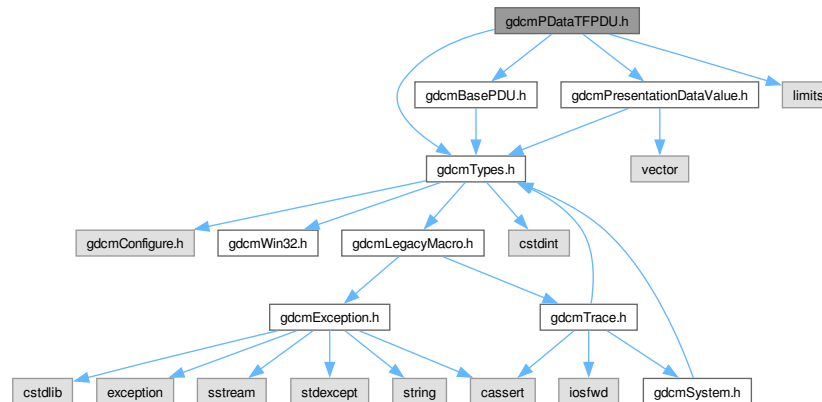 gdcmPDataTFPDU.h
gdcmBasePDU.h
gdcmPresentationDataValue.h
limits
gdcmTypes.h
vector
gdcmConfigure.h
gdcmWin32.h
gdcmLegacyMacro.h
cstdint
gdcmException.h
gdcmTrace.h
cstdlib
exception
sstream
stdexcept
string
cassert
iosfwd
gdcmSystem.h